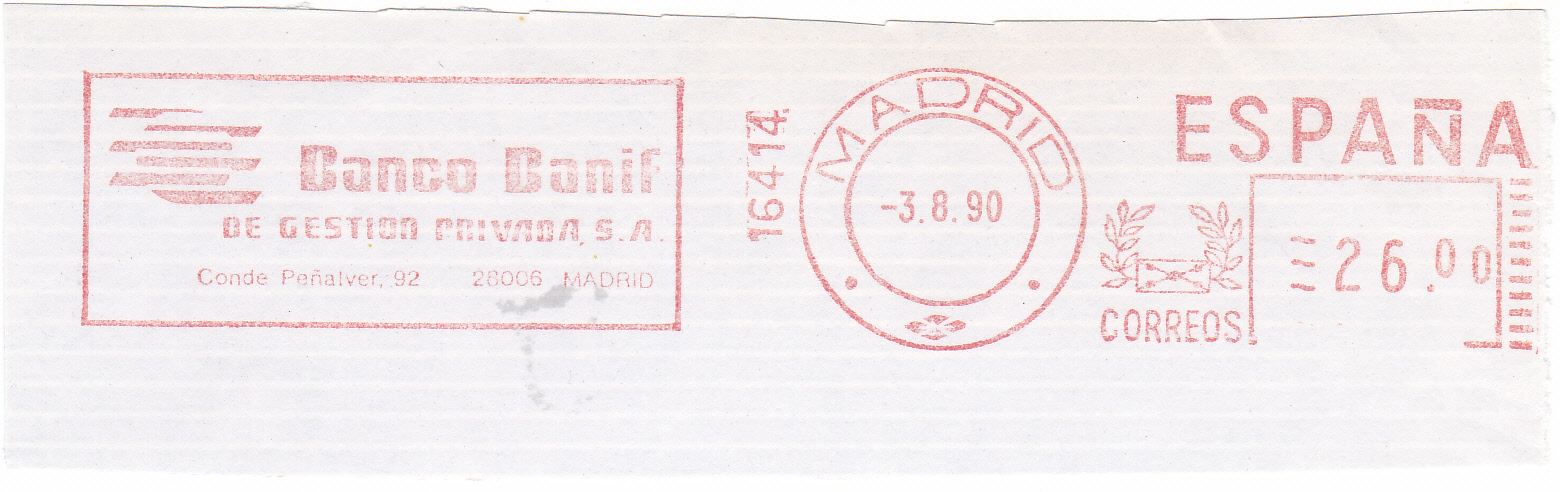 Banco Banif
DE GESTION PRIVADA, S.A.
Conde Peñalver, 92 28006 MADRID
16414
MADRID
-3.8.90
ESPAÑA
26.00
CORREOS